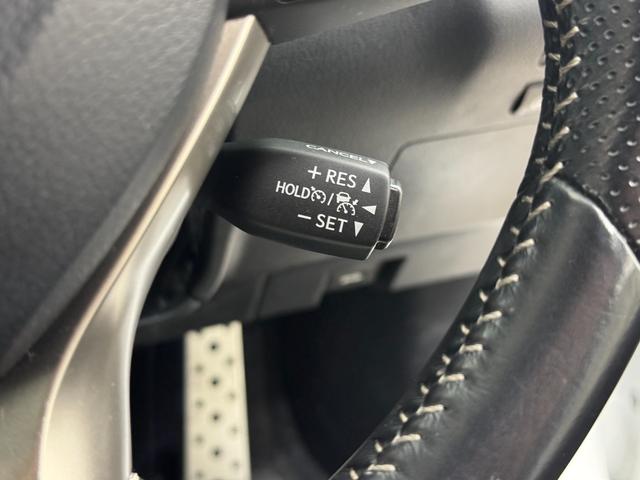 CANCEL▼
+ RES ▲
HOLD / ◀
− SET ▼